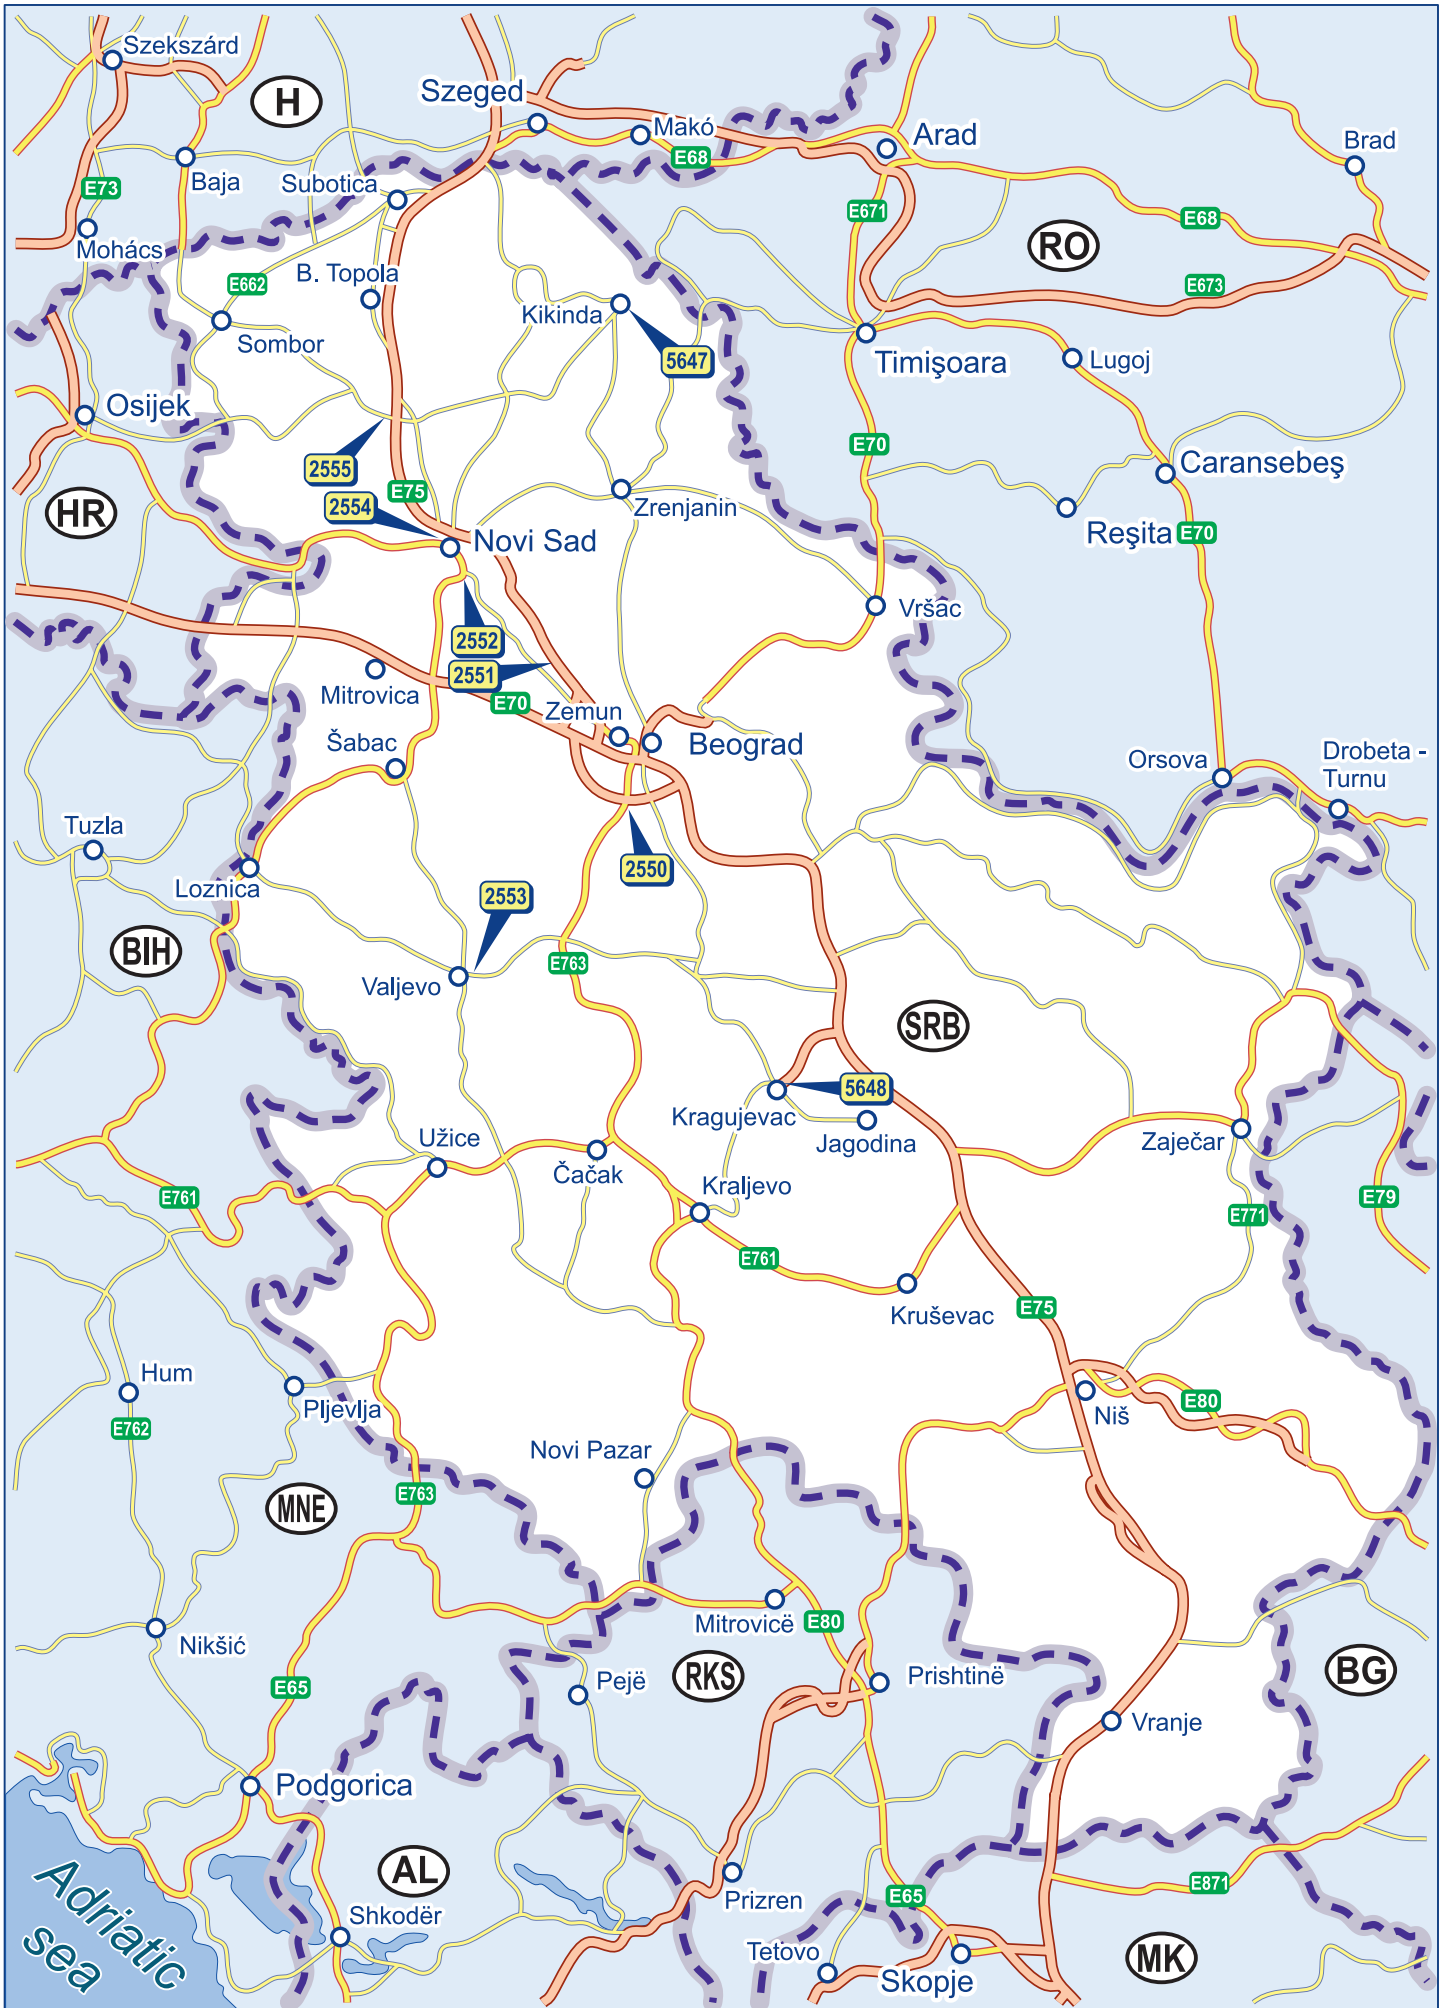 Szekszárd
H
Szeged
Makó
Arad
Brad
E68
E73
Baja
Subotica
E671
E68
Mohács
RO
B. Topola
E662
E673
Kikinda
Sombor
Timişoara
Lugoj
5647
Osijek
E70
2555
Caransebeş
E75
2554
Zrenjanin
HR
Reşita
E70
Novi Sad
Vršac
2552
2551
Mitrovica
E70
Zemun
Šabac
Beograd
Orsova
Drobeta -
Turnu
Tuzla
2550
Loznica
2553
BIH
E763
Valjevo
SRB
5648
Kragujevac
Jagodina
Užice
Zaječar
Čačak
Kraljevo
E761
E79
E771
E761
E75
Kruševac
Hum
Pljevlja
E80
Niš
E762
Novi Pazar
E763
MNE
Mitrovicë
E80
Nikšić
RKS
Prishtinë
BG
Pejë
E65
Vranje
Podgorica
AL
E871
Prizren
E65
Shkodër
Adriatic
sea
Tetovo
Skopje
MK